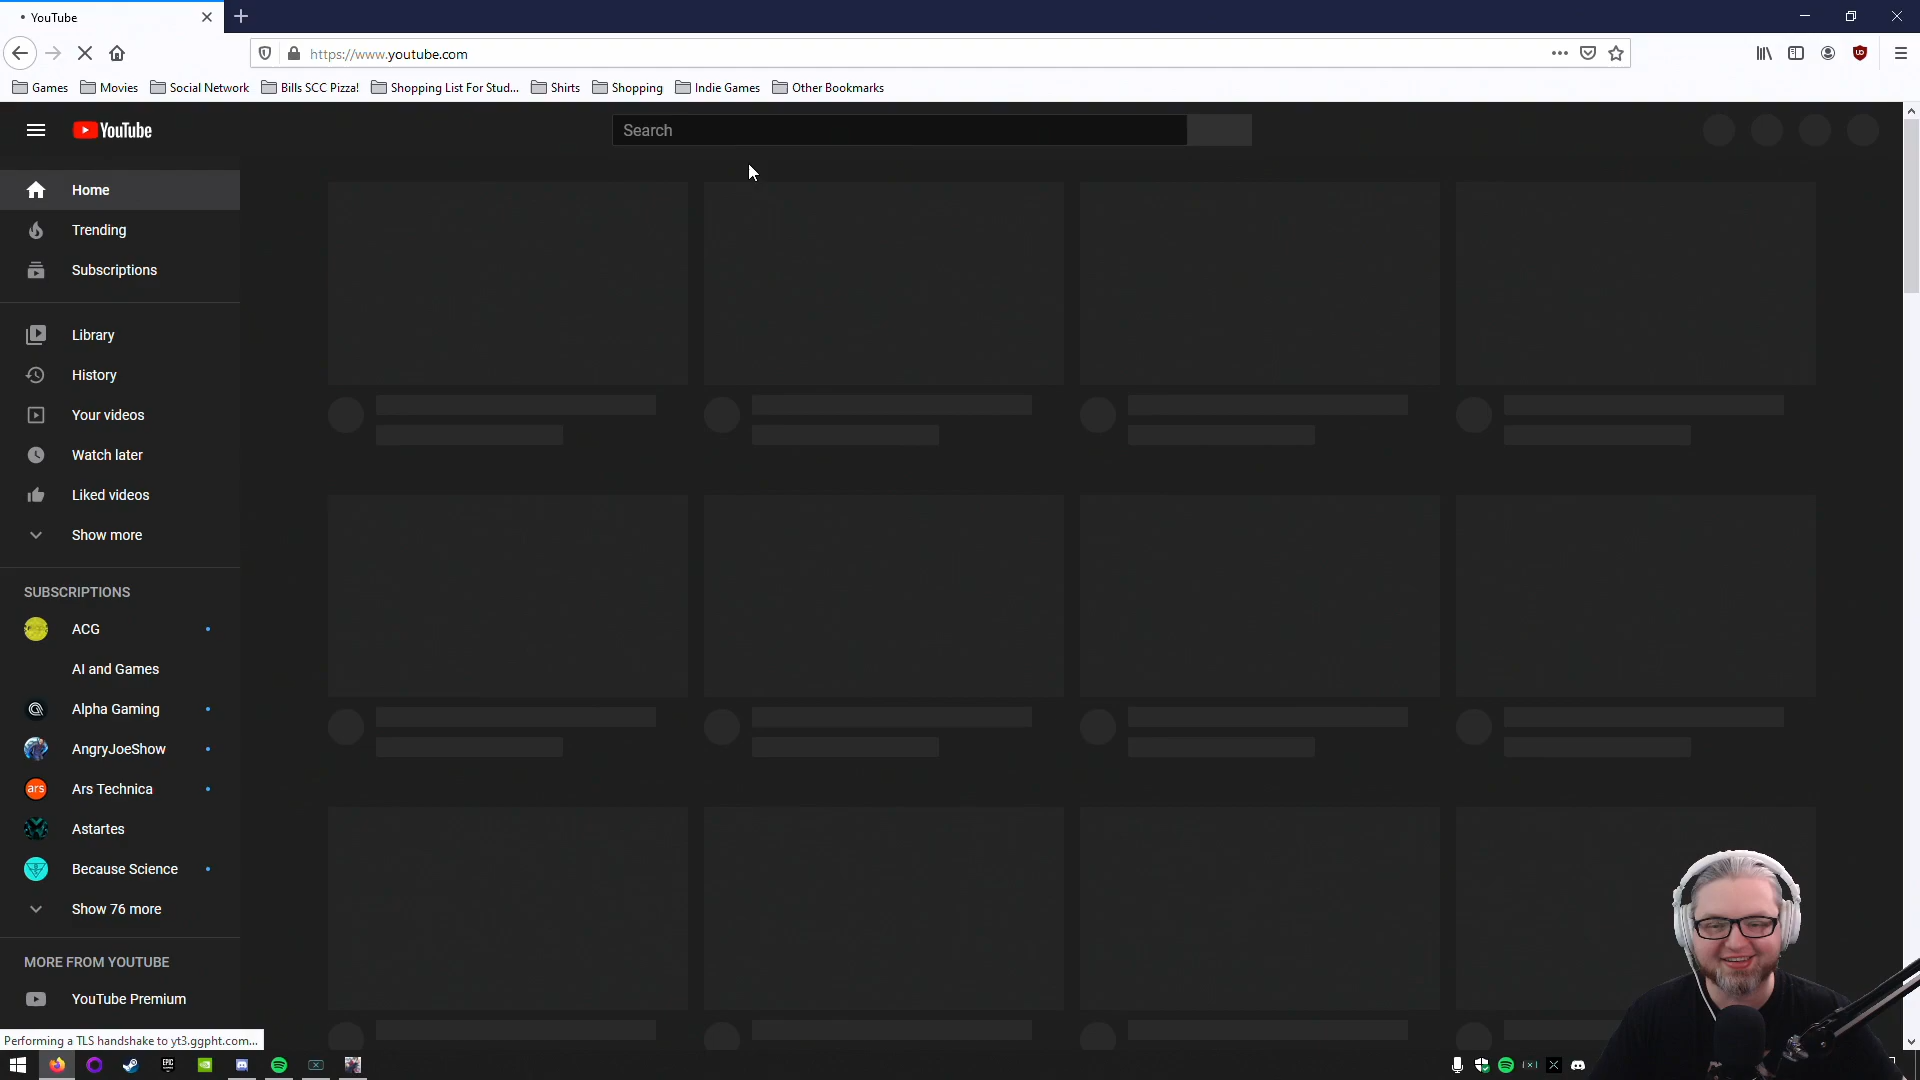 YouTube
https://www.youtube.com
Games
Movies
Social Network
Bills SCC Pizza!
Shopping List For Stud...
Shirts
Shopping
Indie Games
Other Bookmarks
YouTube
Search
Home
Trending
Subscriptions
Library
History
Your videos
Watch later
Liked videos
Show more
SUBSCRIPTIONS
ACG
AI and Games
Alpha Gaming
AngryJoeShow
ars
Ars Technica
Astartes
Because Science
Show 76 more
MORE FROM YOUTUBE
YouTube Premium
Performing a TLS handshake to yt3.ggpht.com...
EPIC